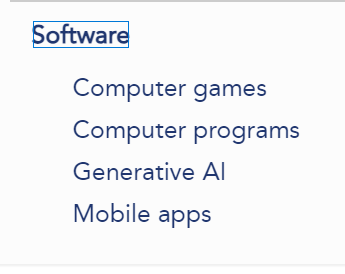 Software
Computer games
Computer programs
Generative AI
Mobile apps